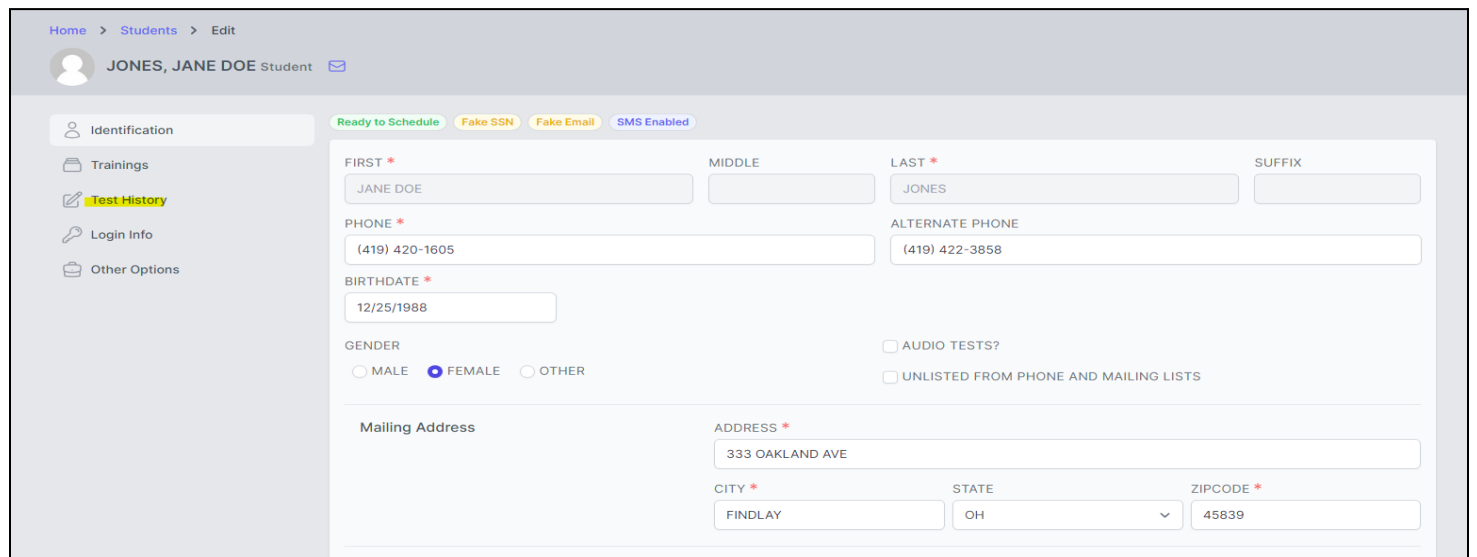 Home > Students > Edit
JONES, JANE DOE Student
Identification
Trainings
Test History
Login Info
Other Options
Ready to Schedule Fake SSN Fake Email SMS Enabled
FIRST * MIDDLE LAST * SUFFIX
JANE DOE JONES
PHONE * ALTERNATE PHONE
(419) 420-1605 (419) 422-3858
BIRTHDATE *
12/25/1988
GENDER AUDIO TESTS?
MALE FEMALE OTHER UNLISTED FROM PHONE AND MAILING LISTS
Mailing Address ADDRESS *
333 OAKLAND AVE
CITY * STATE ZIPCODE *
FINDLAY OH 45839